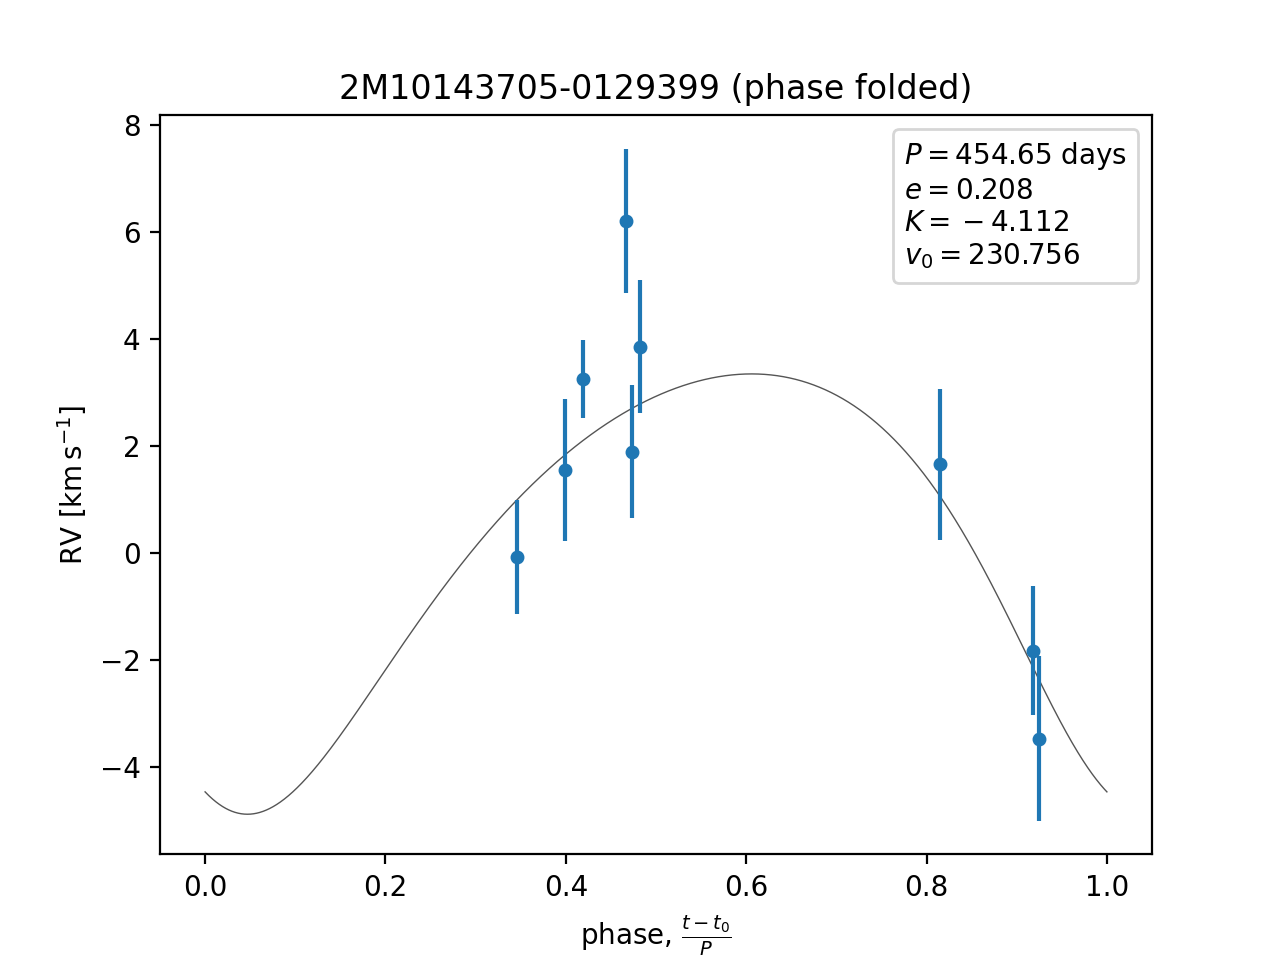 2M10143705-0129399 (phase folded)
P = 454.65 days
e = 0.208
K = −4.112
v₀ = 230.756
RV [km s⁻¹]
8
6
4
2
0
−2
−4
0.0 0.2 0.4 0.6 0.8 1.0
phase, (t − t₀)/P